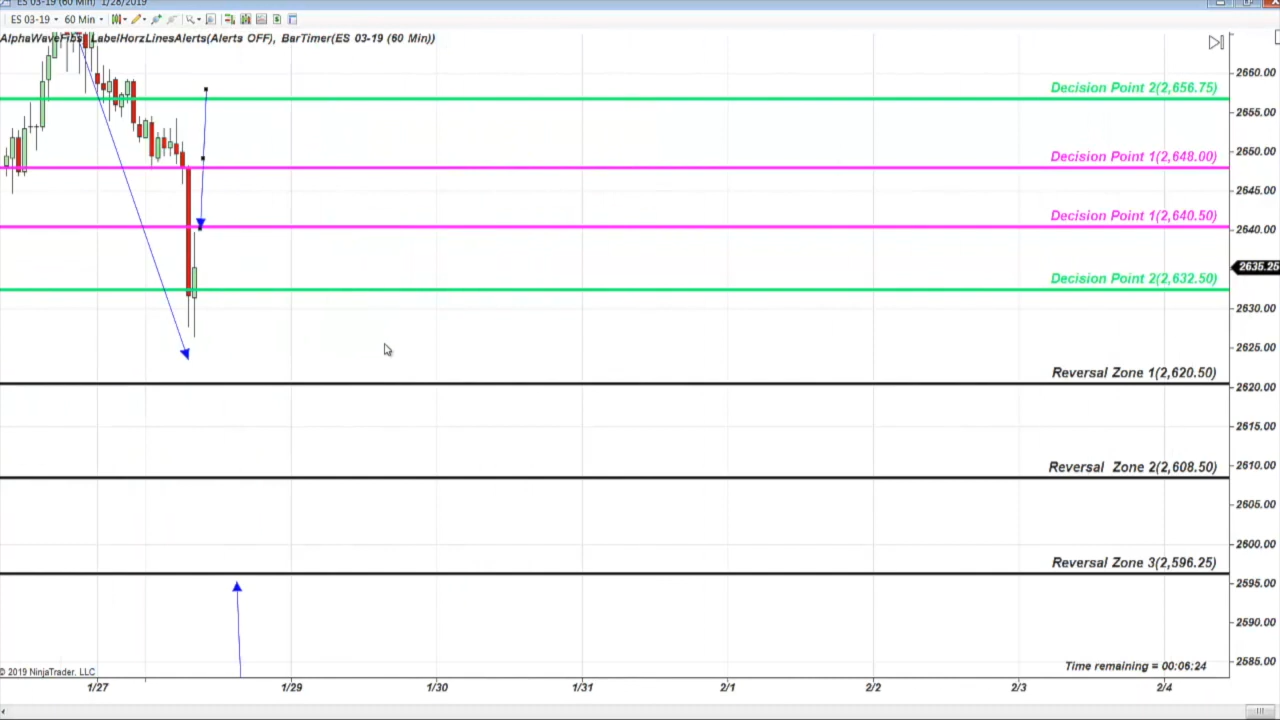 ES 03-19 (60 Min) 1/28/2019
ES 03-19 60 Min
LabelHorzLinesAlerts(Alerts OFF), BarTimer(ES 03-19 (60 Min))
2660.00
Decision Point 2(2,656.75)
2655.00
Decision Point 1(2,648.00)
2650.00
2645.00
Decision Point 1(2,640.50)
2640.00
2635.25
Decision Point 2(2,632.50)
2630.00
2625.00
Reversal Zone 1(2,620.50)
2620.00
2615.00
Reversal Zone 2(2,608.50)
2610.00
2605.00
2600.00
Reversal Zone 3(2,596.25)
2595.00
2590.00
2585.00
© 2019 NinjaTrader, LLC
Time remaining = 00:06:24
1/27 1/29 1/30 1/31 2/1 2/2 2/3 2/4